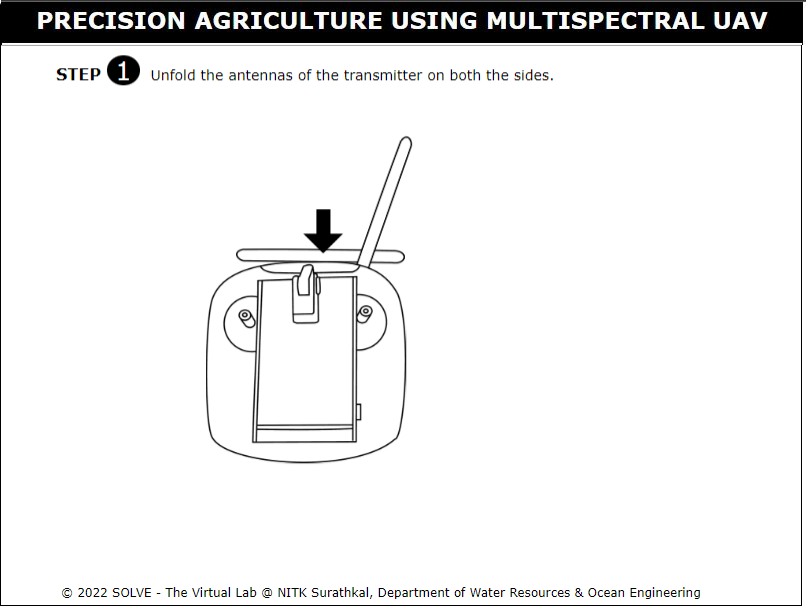 PRECISION AGRICULTURE USING MULTISPECTRAL UAV
STEP 1 Unfold the antennas of the transmitter on both the sides.
© 2022 SOLVE - The Virtual Lab @ NITK Surathkal, Department of Water Resources & Ocean Engineering